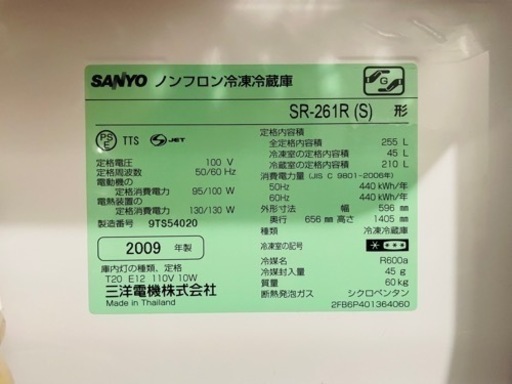 SANYO ノンフロン冷凍冷蔵庫
G
SR-261R (S) 形
PSE TTS S-JET
定格電圧 100 V
定格周波数 50/60 Hz
電動機の
定格消費電力 95/100 W
電熱装置の
定格消費電力 130/130 W
製造番号 9TS54020
2009 年製
庫内灯の種類、定格
T20 E12 110V 10W
三洋電機株式会社
Made in Thailand
定格内容積
全定格内容積 255 L
冷凍室の定格内容積 45 L
冷蔵室の定格内容積 210 L
消費電力量 (JIS C 9801-2006年)
50Hz 440 kWh/年
60Hz 440 kWh/年
外形寸法 幅 596 mm
奥行 656 mm 高さ 1405 mm
種類 冷凍冷蔵庫
冷凍室の記号
冷媒名 R600a
冷媒封入量 45 g
質量 60 kg
断熱発泡ガス シクロペンタン
2FB6P401364060